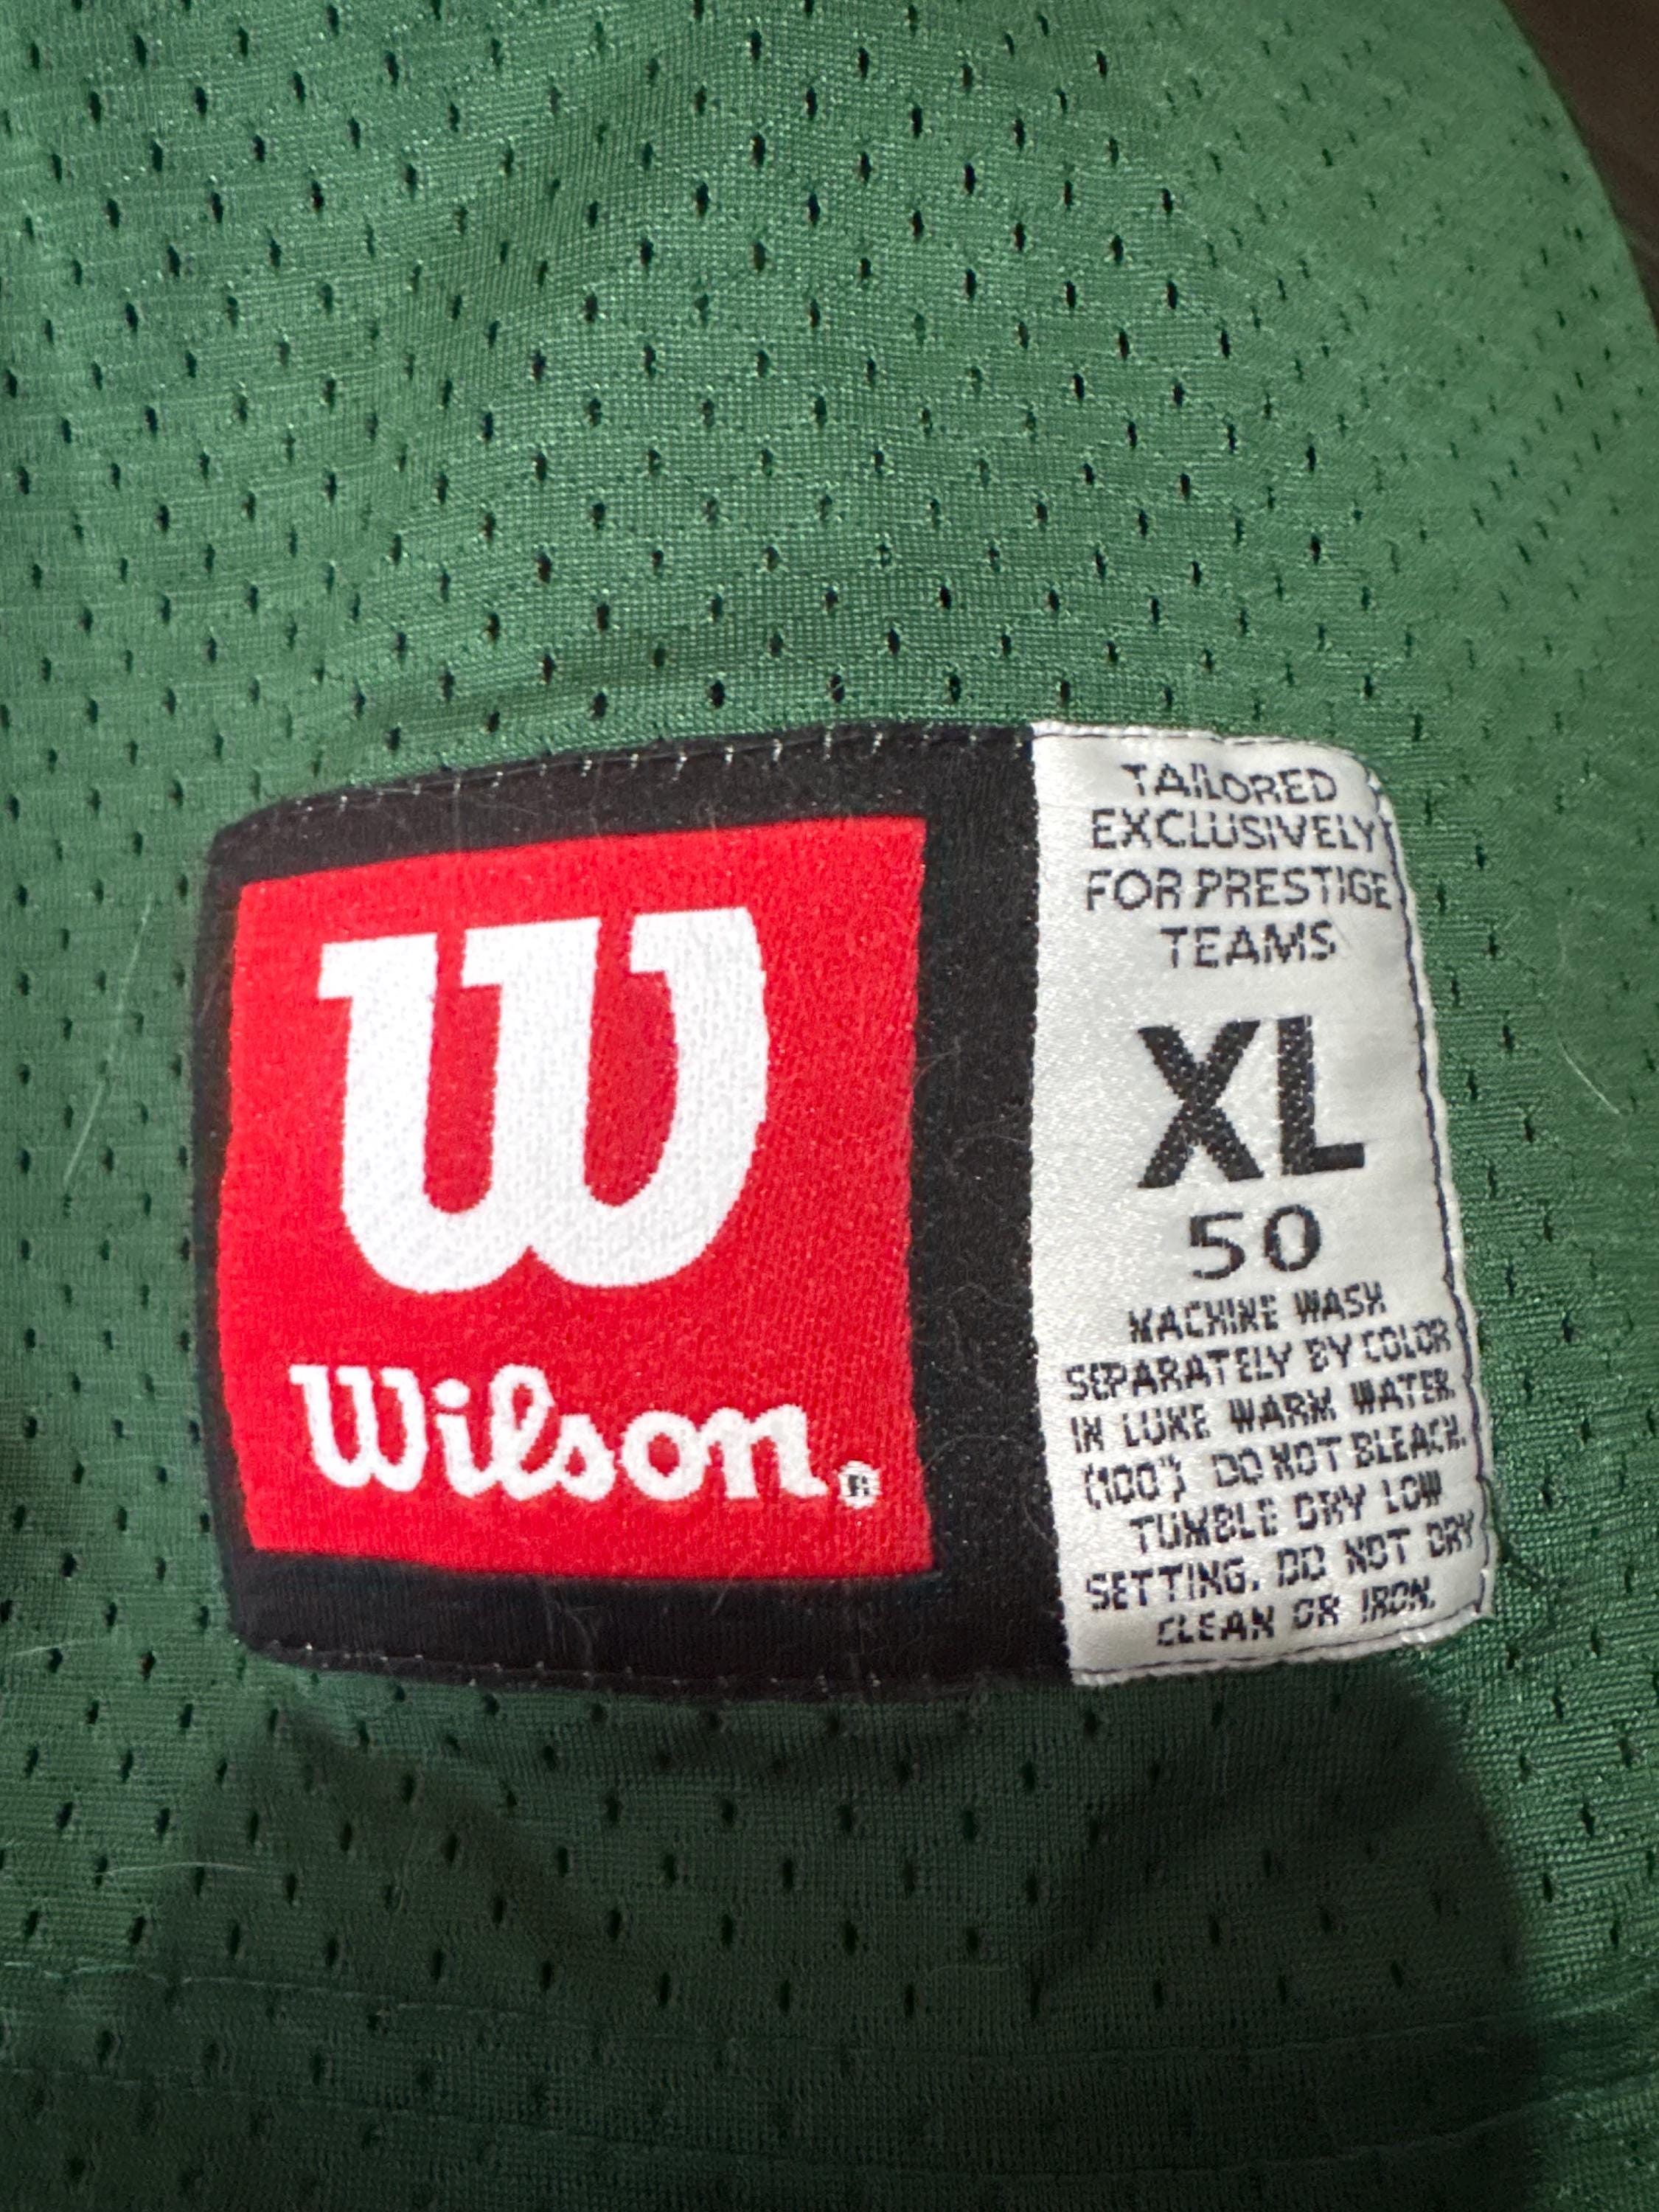 W
Wilson®
TAILORED
EXCLUSIVELY
FOR PRESTIGE
TEAMS
XL
50
MACHINE WASH
SEPARATELY BY COLOR
IN LUKE WARM WATER
(100°) DO NOT BLEACH.
TUMBLE DRY LOW
SETTING. DO NOT DRY
CLEAN OR IRON.